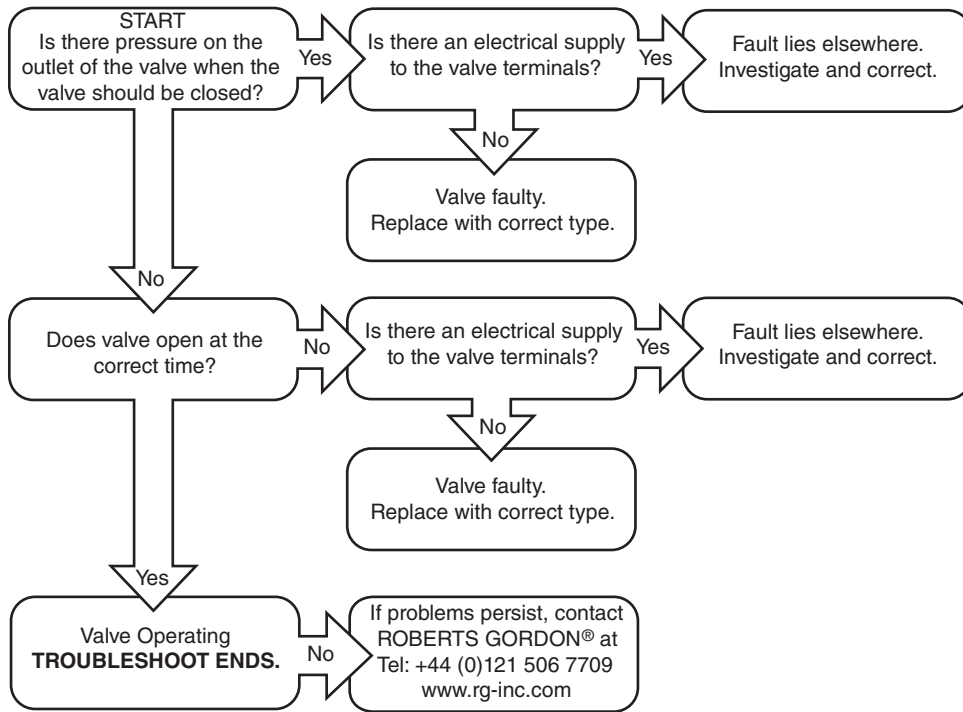 START
Is there pressure on the
outlet of the valve when the
valve should be closed?
Yes
Is there an electrical supply
to the valve terminals?
Yes
Fault lies elsewhere.
Investigate and correct.
No
Valve faulty.
Replace with correct type.
No
Does valve open at the
correct time?
No
Is there an electrical supply
to the valve terminals?
Yes
Fault lies elsewhere.
Investigate and correct.
No
Valve faulty.
Replace with correct type.
Yes
Valve Operating
TROUBLESHOOT ENDS.
No
If problems persist, contact
ROBERTS GORDON® at
Tel: +44 (0)121 506 7709
www.rg-inc.com